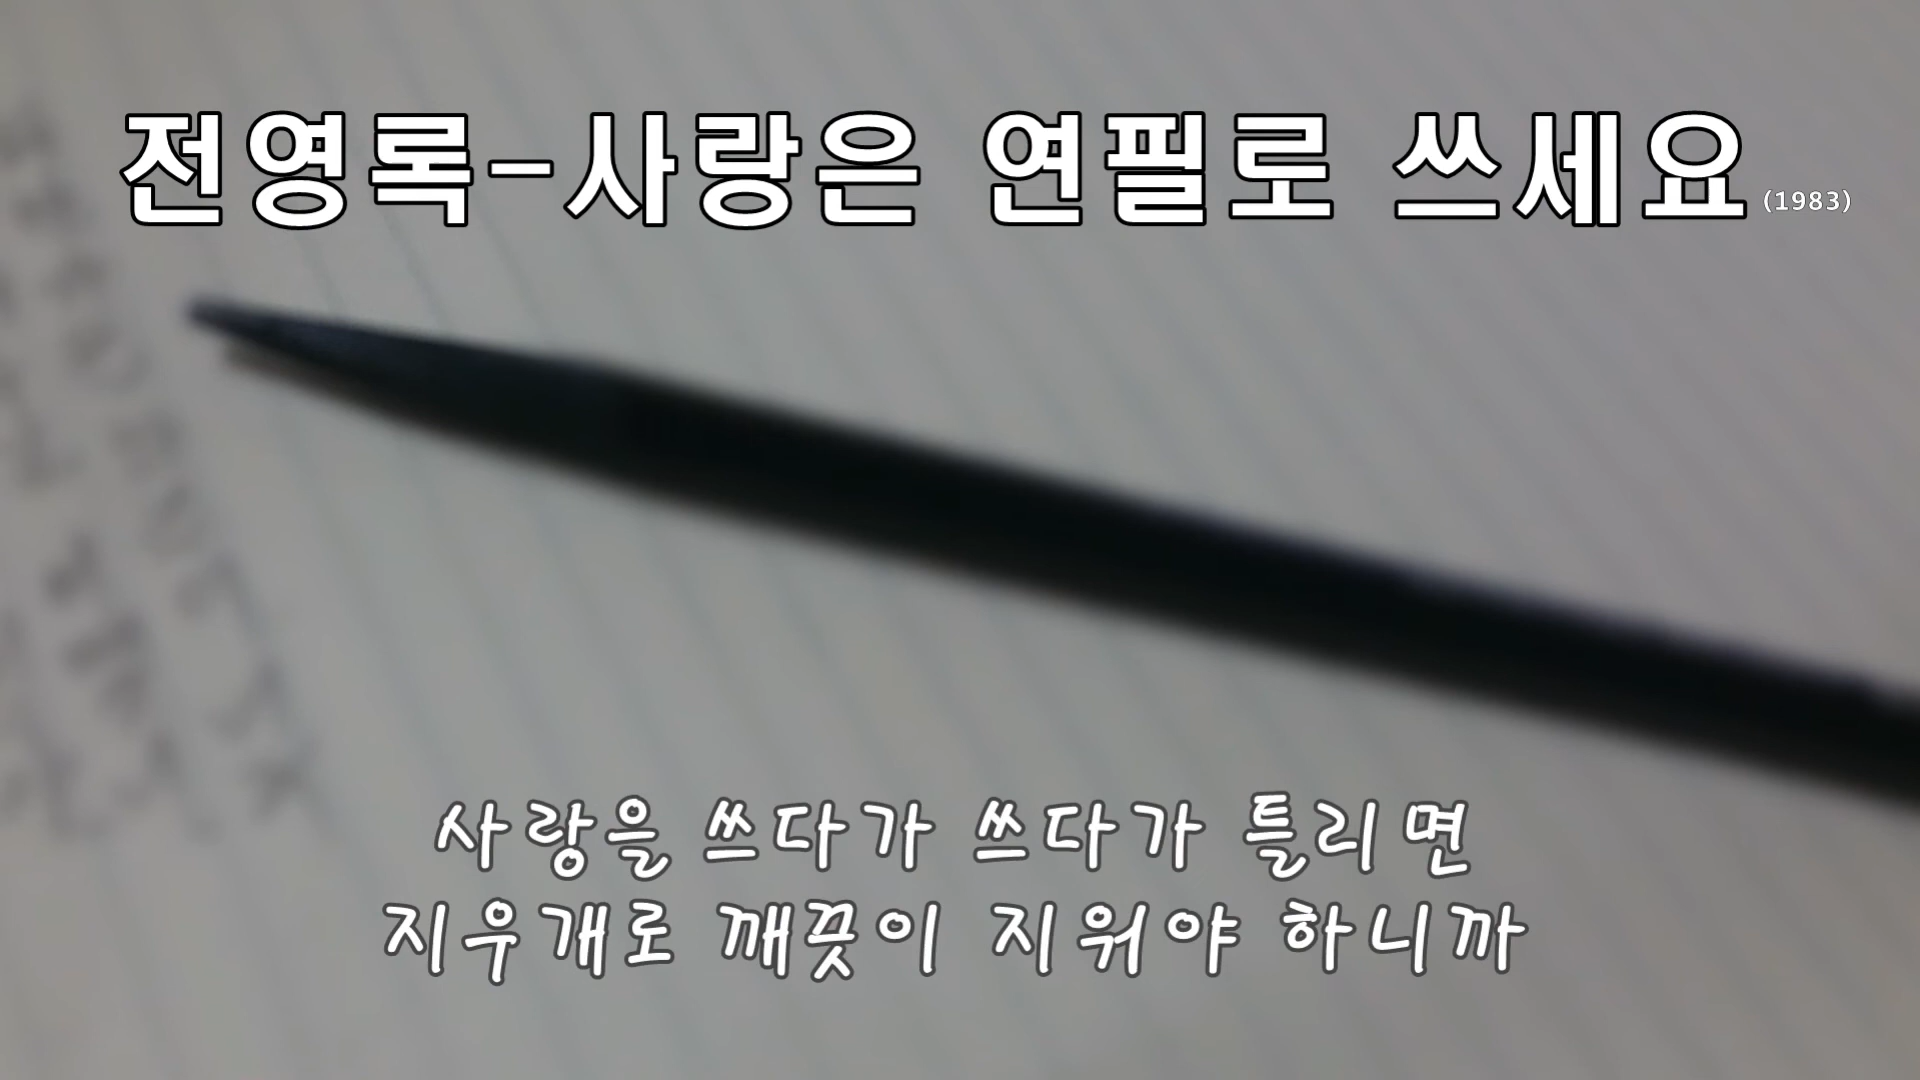 전영록-사랑은 연필로 쓰세요 (1983)
사랑을 쓰다가 쓰다가 틀리면
지우개로 깨끗이 지워야 하니까